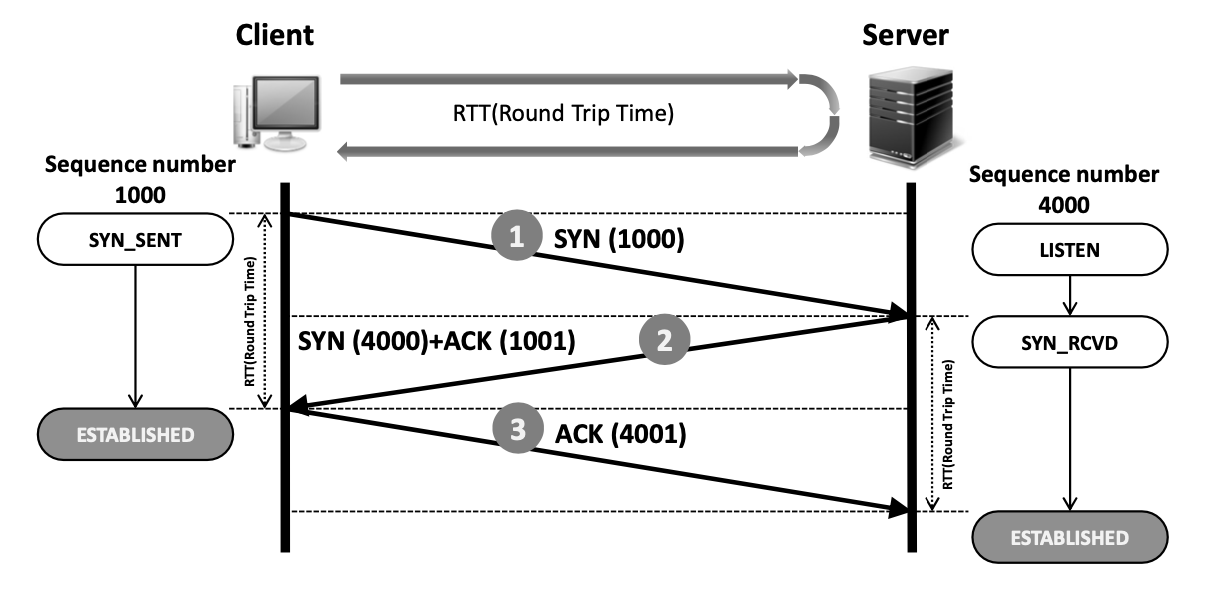 Client
Server
RTT(Round Trip Time)
Sequence number
1000
Sequence number
4000
SYN_SENT
LISTEN
1
SYN (1000)
RTT(Round Trip Time)
SYN (4000)+ACK (1001)
2
SYN_RCVD
RTT(Round Trip Time)
ESTABLISHED
3
ACK (4001)
ESTABLISHED